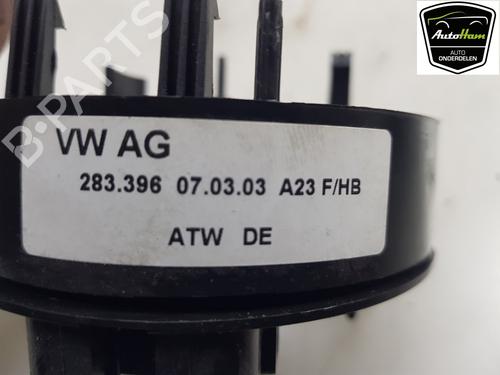 AutoHam
AUTO
ONDERDELEN
B-PARTS
VW AG
283.396 07.03.03 A23 F/HB
ATW DE